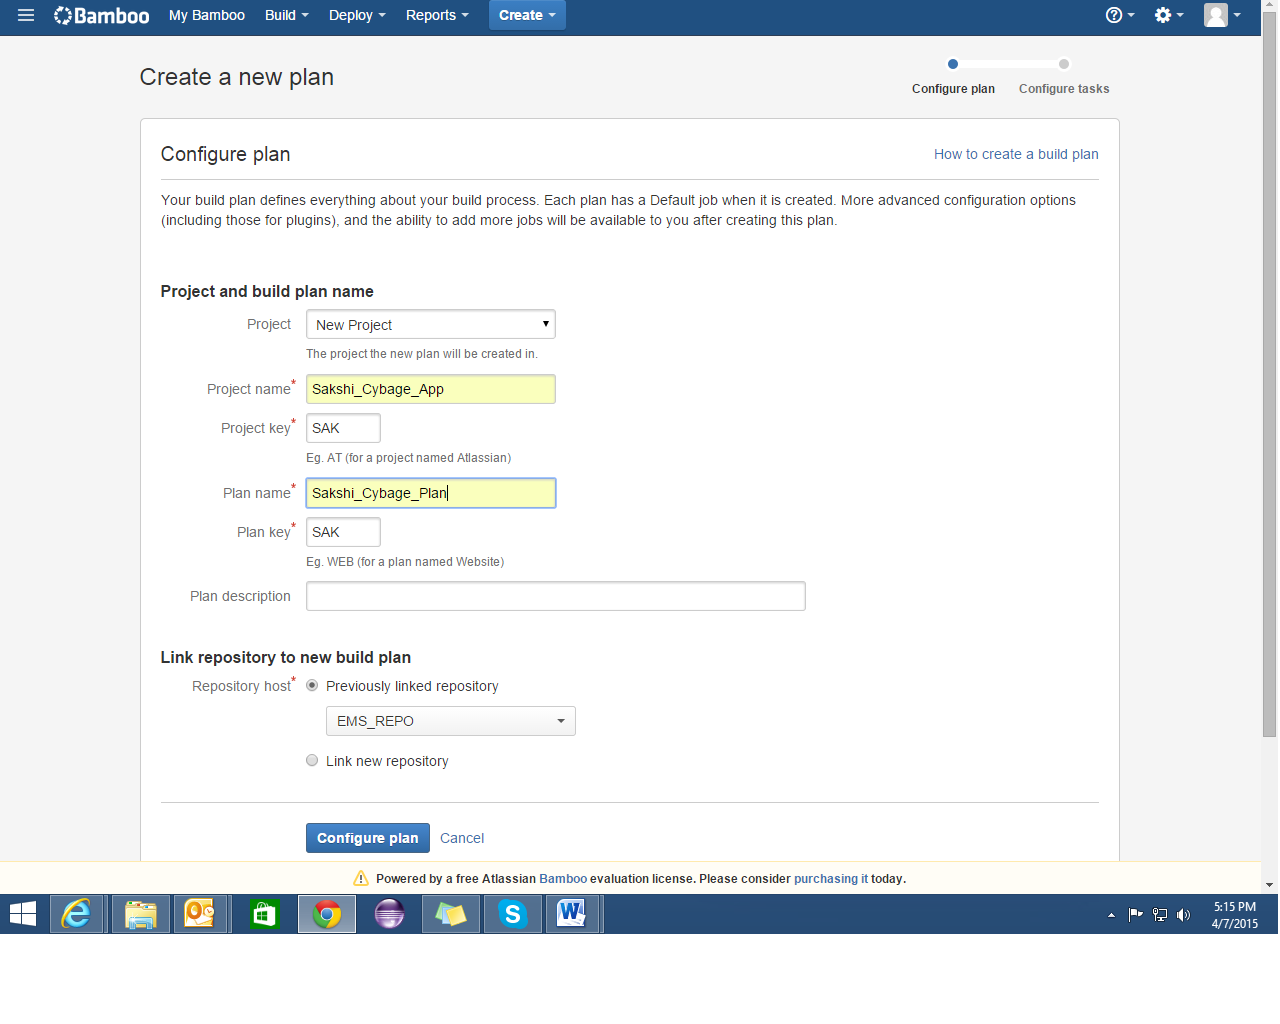 Bamboo My Bamboo Build Deploy Reports Create
Create a new plan
Configure plan Configure tasks
Configure plan How to create a build plan
Your build plan defines everything about your build process. Each plan has a Default job when it is created. More advanced configuration options
(including those for plugins), and the ability to add more jobs will be available to you after creating this plan.
Project and build plan name
Project New Project
The project the new plan will be created in.
Project name* Sakshi_Cybage_App
Project key* SAK
Eg. AT (for a project named Atlassian)
Plan name* Sakshi_Cybage_Plan
Plan key* SAK
Eg. WEB (for a plan named Website)
Plan description
Link repository to new build plan
Repository host* Previously linked repository
EMS_REPO
Link new repository
Configure plan Cancel
Powered by a free Atlassian Bamboo evaluation license. Please consider purchasing it today.
5:15 PM
4/7/2015